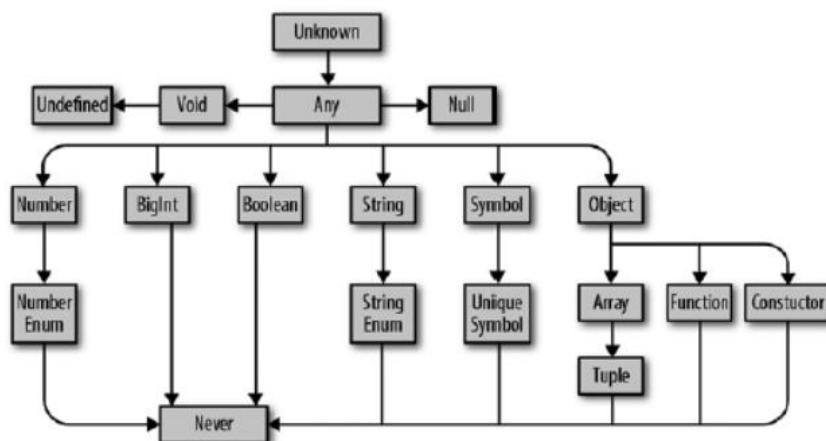 Unknown
Undefined
Void
Any
Null
Number
BigInt
Boolean
String
Symbol
Object
Number
Enum
String
Enum
Uniique
Symbol
Array
Function
Constuctor
Tuple
Never